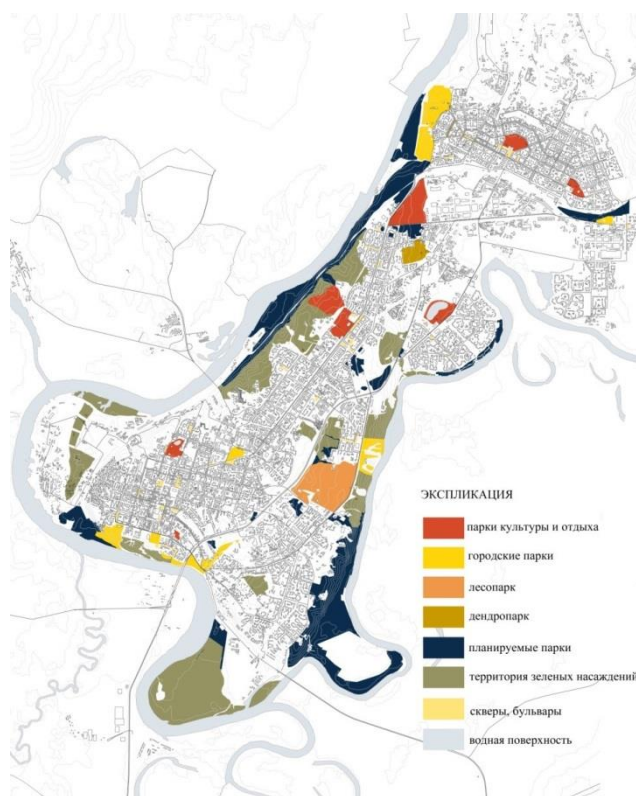 ЭКСПЛИКАЦИЯ
парки культуры и отдыха
городские парки
лесопарк
дендропарк
планируемые парки
территория зеленых насаждений
скверы, бульвары
водная поверхность